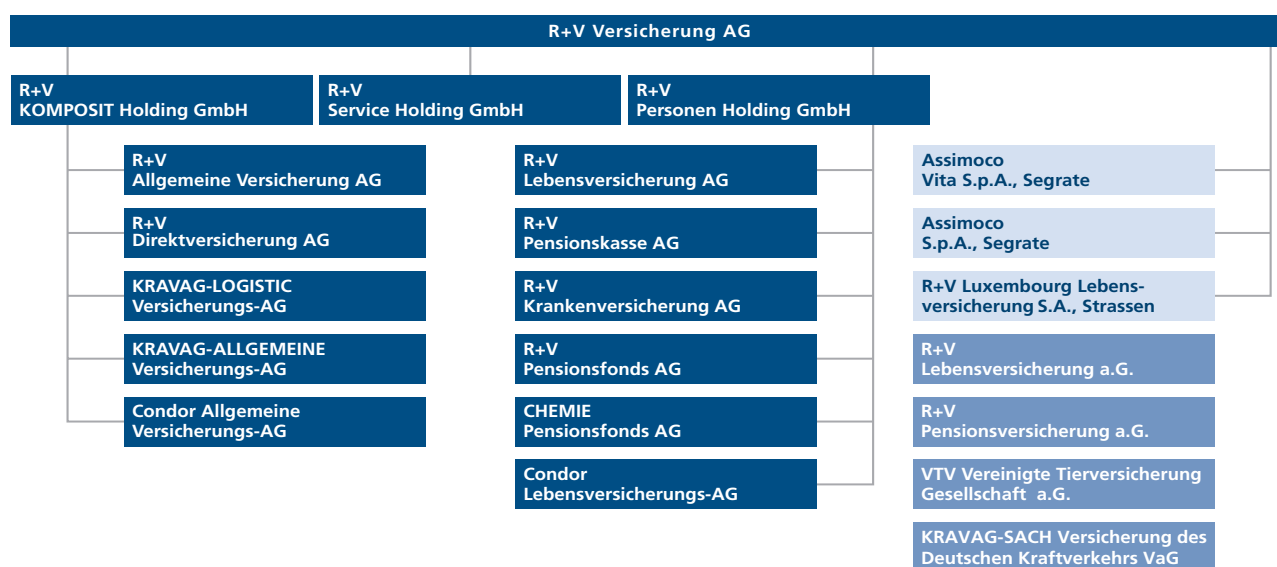 R+V Versicherung AG
R+V
KOMPOSIT Holding GmbH
R+V
Service Holding GmbH
R+V
Personen Holding GmbH
R+V
Allgemeine Versicherung AG
R+V
Direktversicherung AG
KRAVAG-LOGISTIC
Versicherungs-AG
KRAVAG-ALLGEMEINE
Versicherungs-AG
Condor Allgemeine
Versicherungs-AG
R+V
Lebensversicherung AG
R+V
Pensionskasse AG
R+V
Krankenversicherung AG
R+V
Pensionsfonds AG
CHEMIE
Pensionsfonds AG
Condor
Lebensversicherungs-AG
Assimoco
Vita S.p.A., Segrate
Assimoco
S.p.A., Segrate
R+V Luxembourg Lebens-
versicherung S.A., Strassen
R+V
Lebensversicherung a.G.
R+V
Pensionsversicherung a.G.
VTV Vereinigte Tierversicherung
Gesellschaft a.G.
KRAVAG-SACH Versicherung des
Deutschen Kraftverkehrs VaG